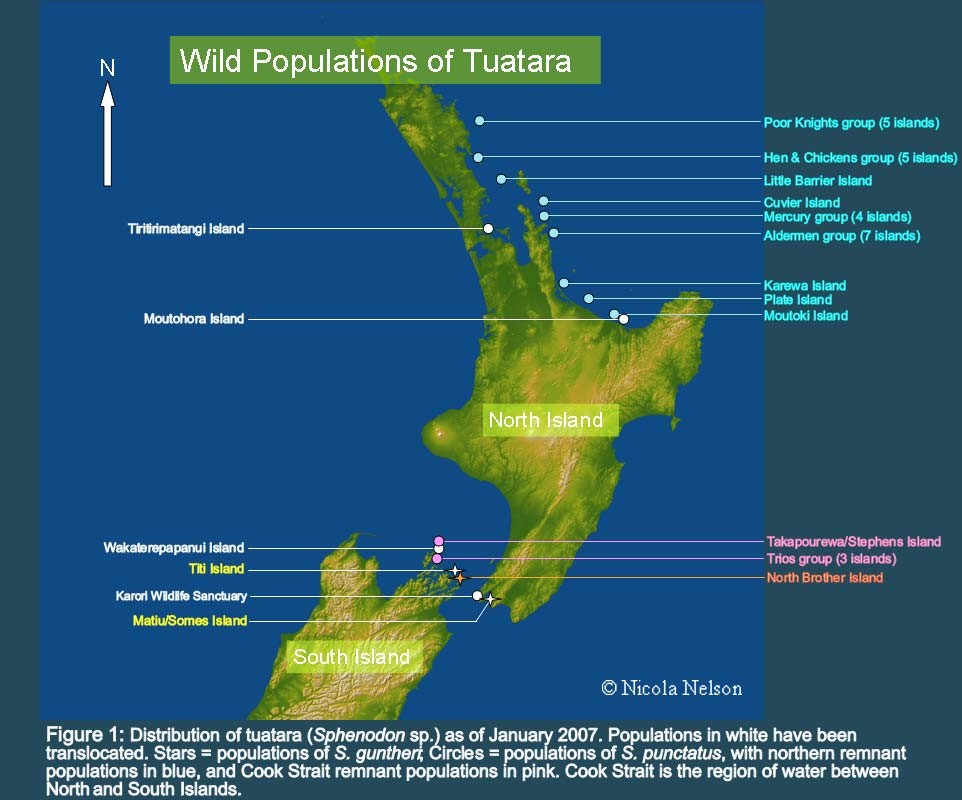 Wild Populations of Tuatara
N
Poor Knights group (5 islands)
Hen & Chickens group (5 islands)
Little Barrier Island
Cuvier Island
Mercury group (4 islands)
Tiritirimatangi Island
Aldermen group (7 islands)
Karewa Island
Plate Island
Moutohora Island
Moutoki Island
North Island
Takapourewa/Stephens Island
Wakaterepapanui Island
Trios group (3 islands)
Titi Island
North Brother Island
Karori Wildlife Sanctuary
Matiu/Somes Island
South Island
© Nicola Nelson
Figure 1: Distribution of tuatara (Sphenodon sp.) as of January 2007. Populations in white have been
translocated. Stars = populations of S. guntheri; Circles = populations of S. punctatus, with northern remnant
populations in blue, and Cook Strait remnant populations in pink. Cook Strait is the region of water between
North and South Islands.